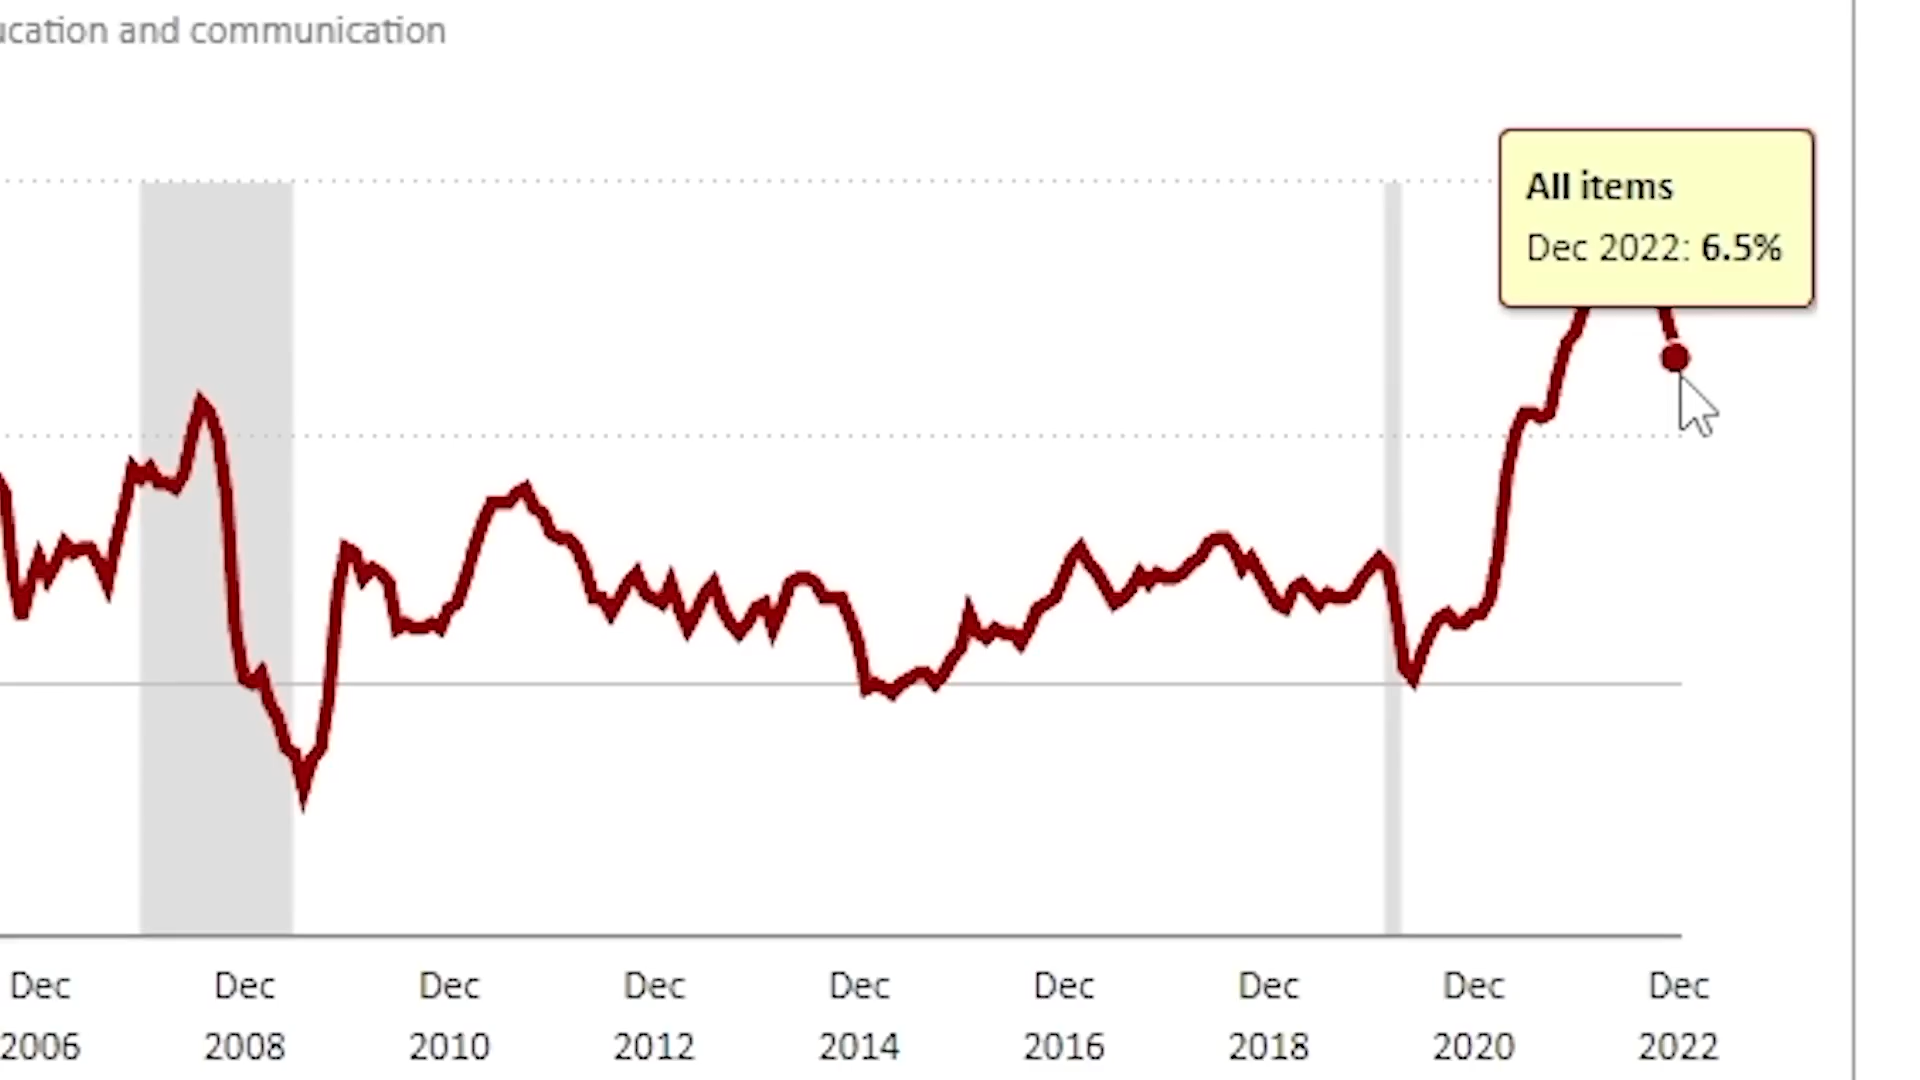 education and communication
All items
Dec 2022: 6.5%
Dec Dec Dec Dec Dec Dec Dec Dec Dec
2006 2008 2010 2012 2014 2016 2018 2020 2022